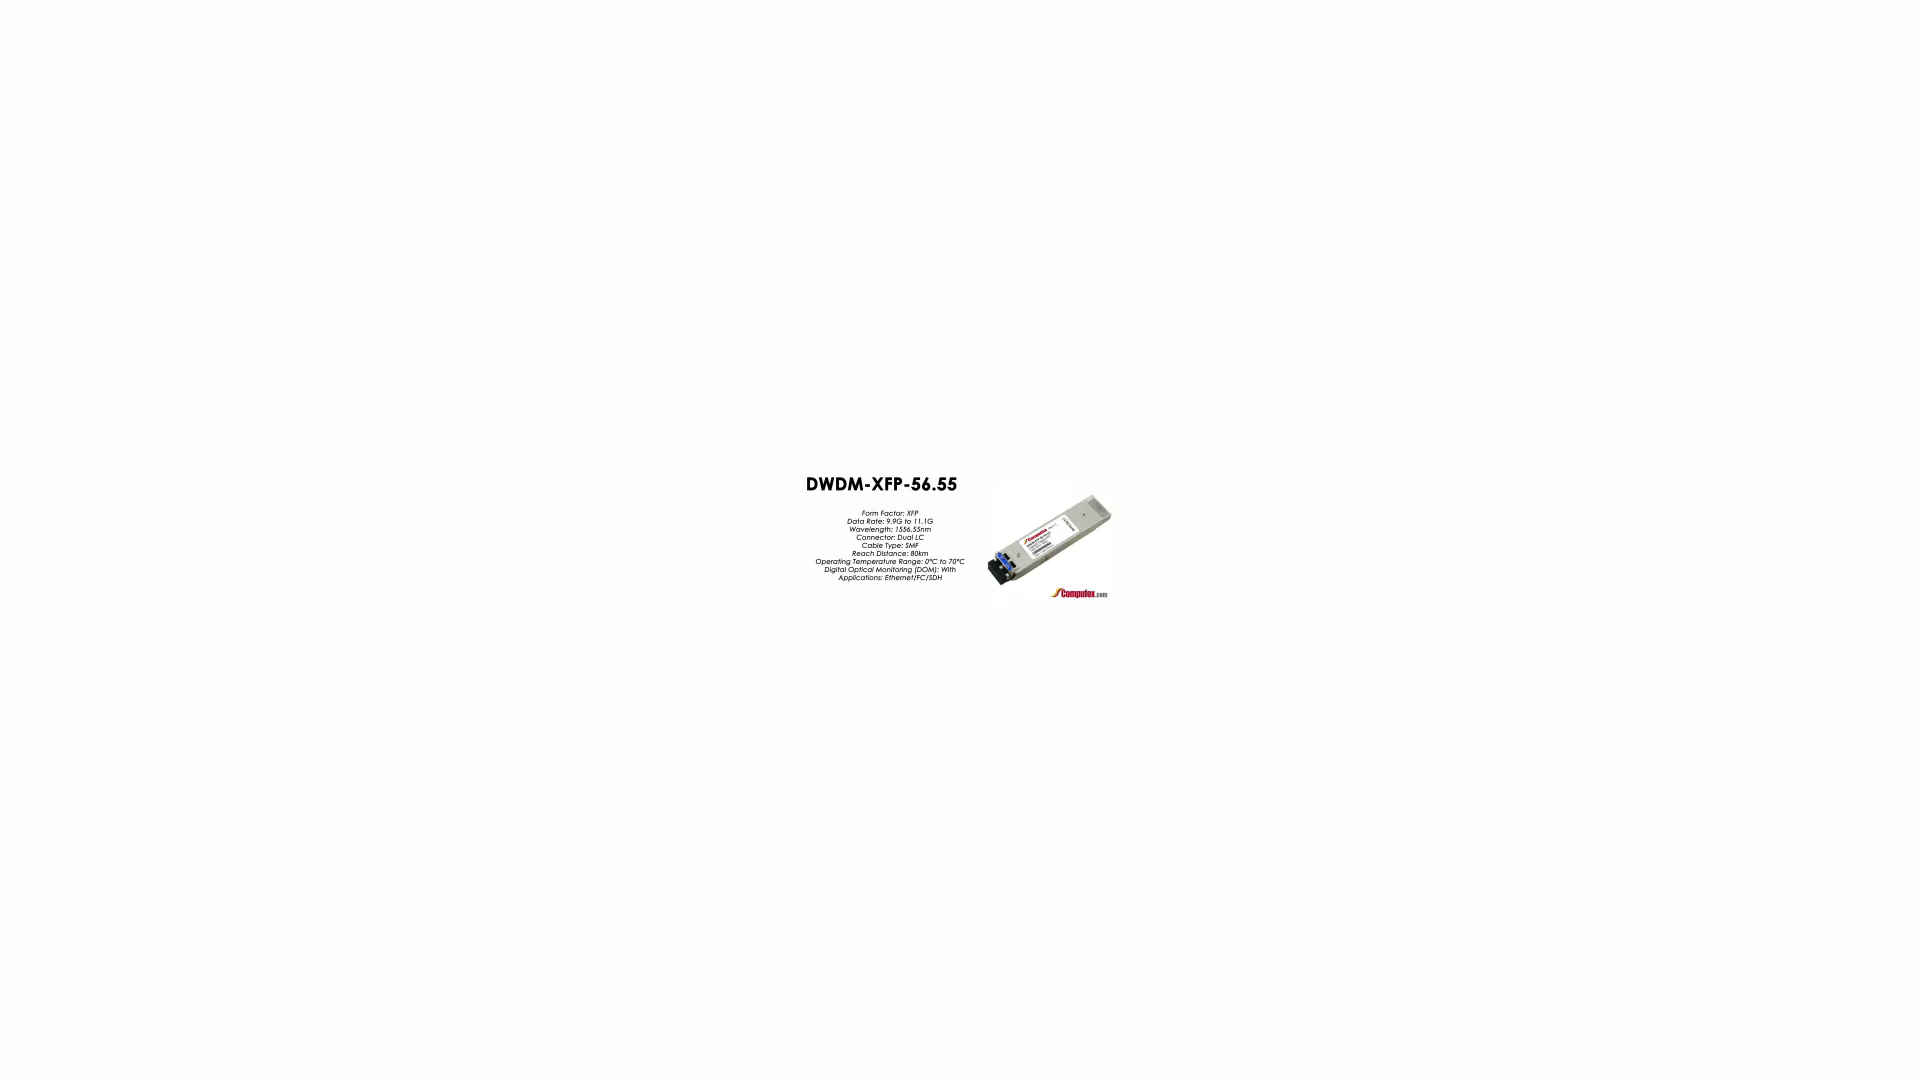 DWDM-XFP-56.55
Form Factor: XFP
Data Rate: 9.9G to 11.1G
Wavelength: 1556.55nm
Connector: Dual LC
Cable Type: SMF
Reach Distance: 80km
Operating Temperature Range: 0°C to 70°C
Digital Optical Monitoring (DOM): With
Applications: Ethernet/FC/SDH
Compufox
Compufox.com